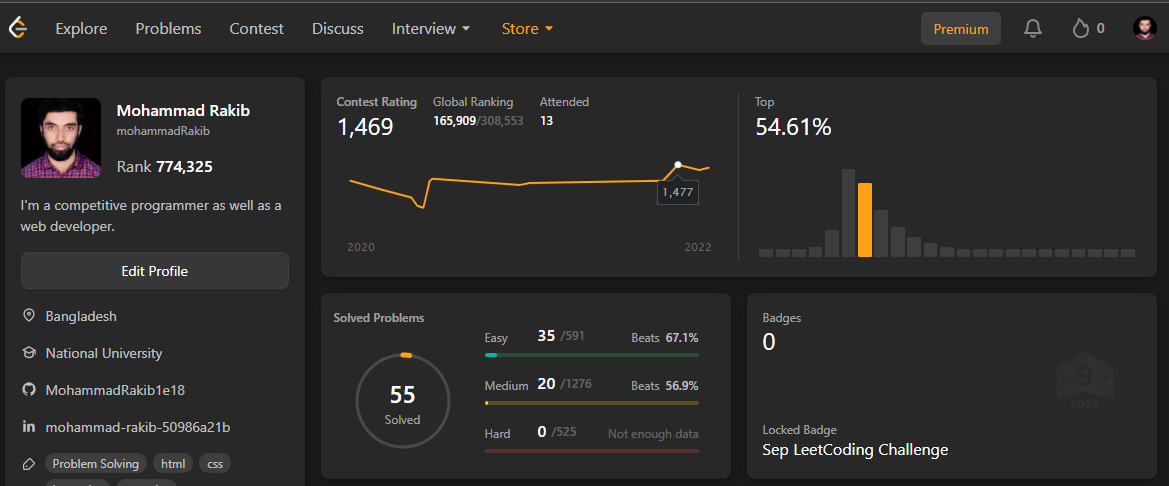 Explore Problems Contest Discuss Interview Store Premium 0
Mohammad Rakib
mohammadRakib
Rank 774,325
I'm a competitive programmer as well as a
web developer.
Edit Profile
Bangladesh
National University
MohammadRakib1e18
mohammad-rakib-50986a21b
Problem Solving html css
Contest Rating Global Ranking Attended
1,469 165,909/308,553 13
1,477
2020 2022
Top
54.61%
Solved Problems
55
Solved
Easy 35 /591 Beats 67.1%
Medium 20 /1276 Beats 56.9%
Hard 0 /525 Not enough data
Badges
0
9
2022
Locked Badge
Sep LeetCoding Challenge